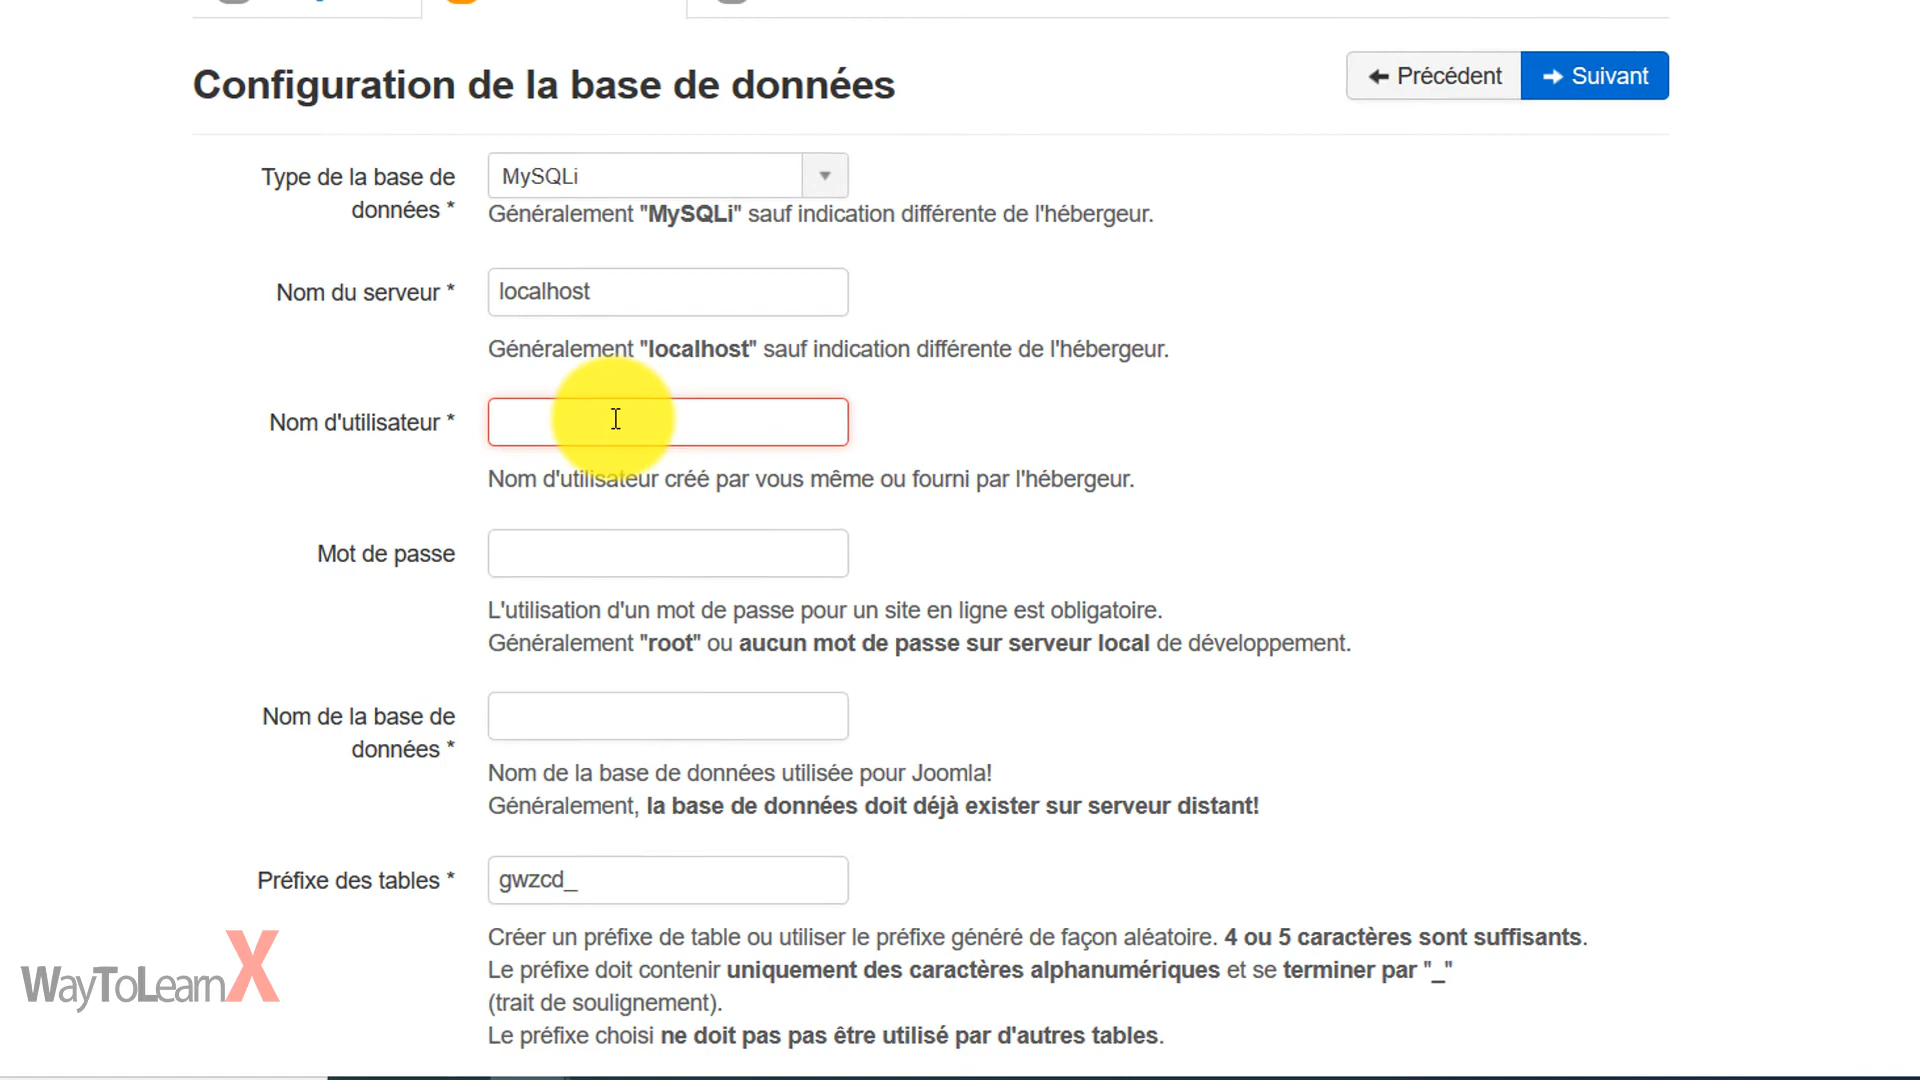 Configuration de la base de données
Précédent
Suivant
Type de la base de
données *
MySQLi
Généralement "MySQLi" sauf indication différente de l'hébergeur.
Nom du serveur *
localhost
Généralement "localhost" sauf indication différente de l'hébergeur.
Nom d'utilisateur *
Nom d'utilisateur créé par vous même ou fourni par l'hébergeur.
Mot de passe
L'utilisation d'un mot de passe pour un site en ligne est obligatoire.
Généralement "root" ou aucun mot de passe sur serveur local de développement.
Nom de la base de
données *
Nom de la base de données utilisée pour Joomla!
Généralement, la base de données doit déjà exister sur serveur distant!
Préfixe des tables *
gwzcd_
Créer un préfixe de table ou utiliser le préfixe généré de façon aléatoire. 4 ou 5 caractères sont suffisants.
Le préfixe doit contenir uniquement des caractères alphanumériques et se terminer par "_"
(trait de soulignement).
Le préfixe choisi ne doit pas pas être utilisé par d'autres tables.
WayToLearnX